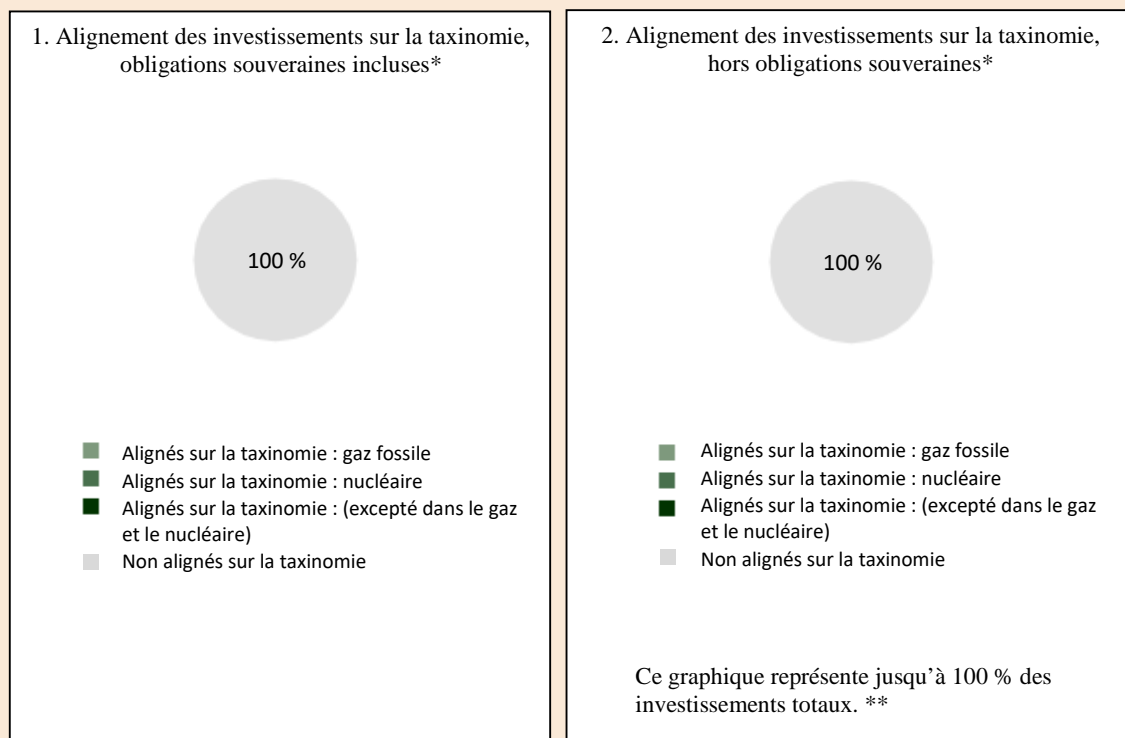 1. Alignement des investissements sur la taxinomie,
obligations souveraines incluses*
100 %
Alignés sur la taxinomie : gaz fossile
Alignés sur la taxinomie : nucléaire
Alignés sur la taxinomie : (excepté dans le gaz
et le nucléaire)
Non alignés sur la taxinomie
2. Alignement des investissements sur la taxinomie,
hors obligations souveraines*
100 %
Alignés sur la taxinomie : gaz fossile
Alignés sur la taxinomie : nucléaire
Alignés sur la taxinomie : (excepté dans le gaz
et le nucléaire)
Non alignés sur la taxinomie
Ce graphique représente jusqu’à 100 % des
investissements totaux. **